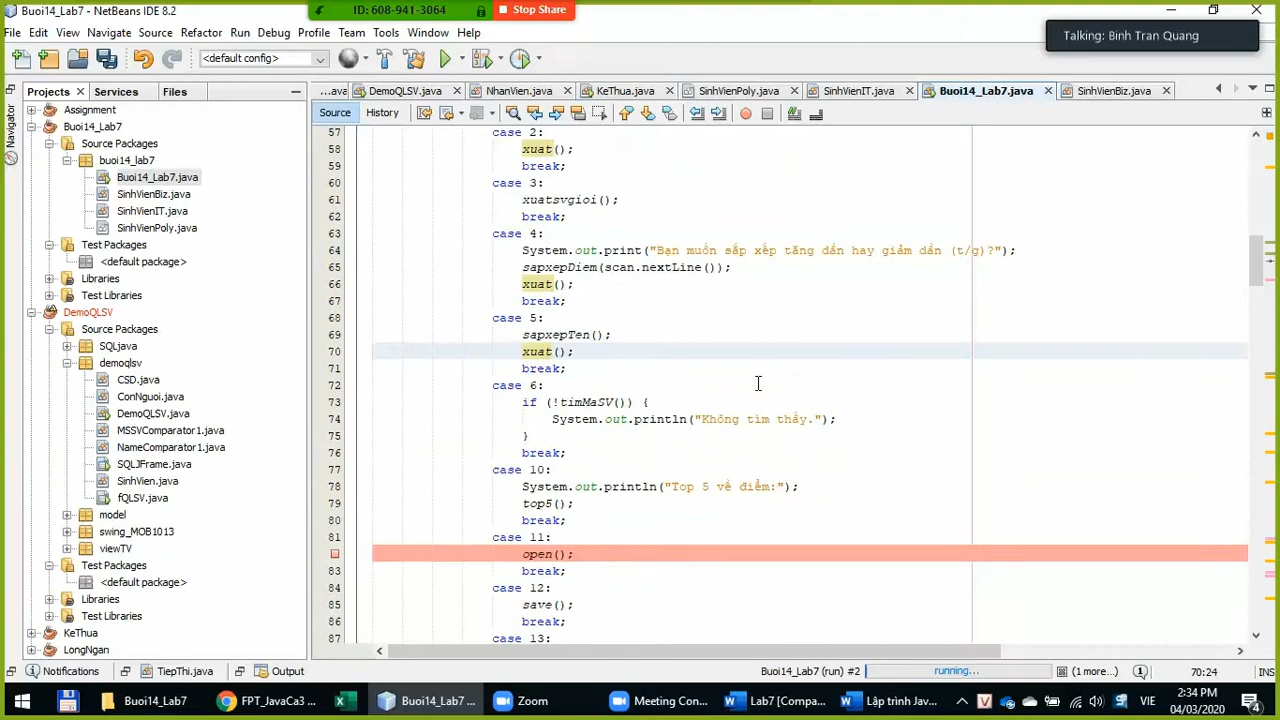 Buoi14_Lab7 - NetBeans IDE 8.2
ID: 608-941-3064
Stop Share
File Edit View Navigate Source Refactor Run Debug Profile Team Tools Window Help
Talking: Binh Tran Quang
<default config>
Projects Services Files
...ava DemoQLSV.java NhanVien.java KeThua.java SinhVienPoly.java SinhVienIT.java Buoi14_Lab7.java SinhVienBiz.java
Source History
Navigator
Assignment
Buoi14_Lab7
Source Packages
buoi14_lab7
Buoi14_Lab7.java
SinhVienBiz.java
SinhVienIT.java
SinhVienPoly.java
Test Packages
<default package>
Libraries
Test Libraries
DemoQLSV
Source Packages
SQLjava
demoqlsv
CSD.java
ConNguoi.java
DemoQLSV.java
MSSVComparator1.java
NameComparator1.java
SQLJFrame.java
SinhVien.java
fQLSV.java
model
swing_MOB1013
viewTV
Test Packages
<default package>
Libraries
Test Libraries
KeThua
LongNgan
57 case 2:
58 xuat();
59 break;
60 case 3:
61 xuatsvgioi();
62 break;
63 case 4:
64 System.out.print("Bạn muốn sắp xếp tăng dần hay giảm dần (t/g)?");
65 sapxepDiem(scan.nextLine());
66 xuat();
67 break;
68 case 5:
69 sapxepTen();
70 xuat();
71 break;
72 case 6:
73 if (!timMaSV()) {
74 System.out.println("Không tìm thấy.");
75 }
76 break;
77 case 10:
78 System.out.println("Top 5 về điểm:");
79 top5();
80 break;
81 case 11:
open();
83 break;
84 case 12:
85 save();
86 break;
87 case 13:
Notifications TiepThi.java Output
Buoi14_Lab7 (run) #2 running... (1 more...) 70:24 INS
Buoi14_Lab7 FPT_JavaCa3 ... Buoi14_Lab7 ... Zoom Meeting Con... Lab7 [Compa... Lập trình Jav... VIE
2:34 PM
04/03/2020
4